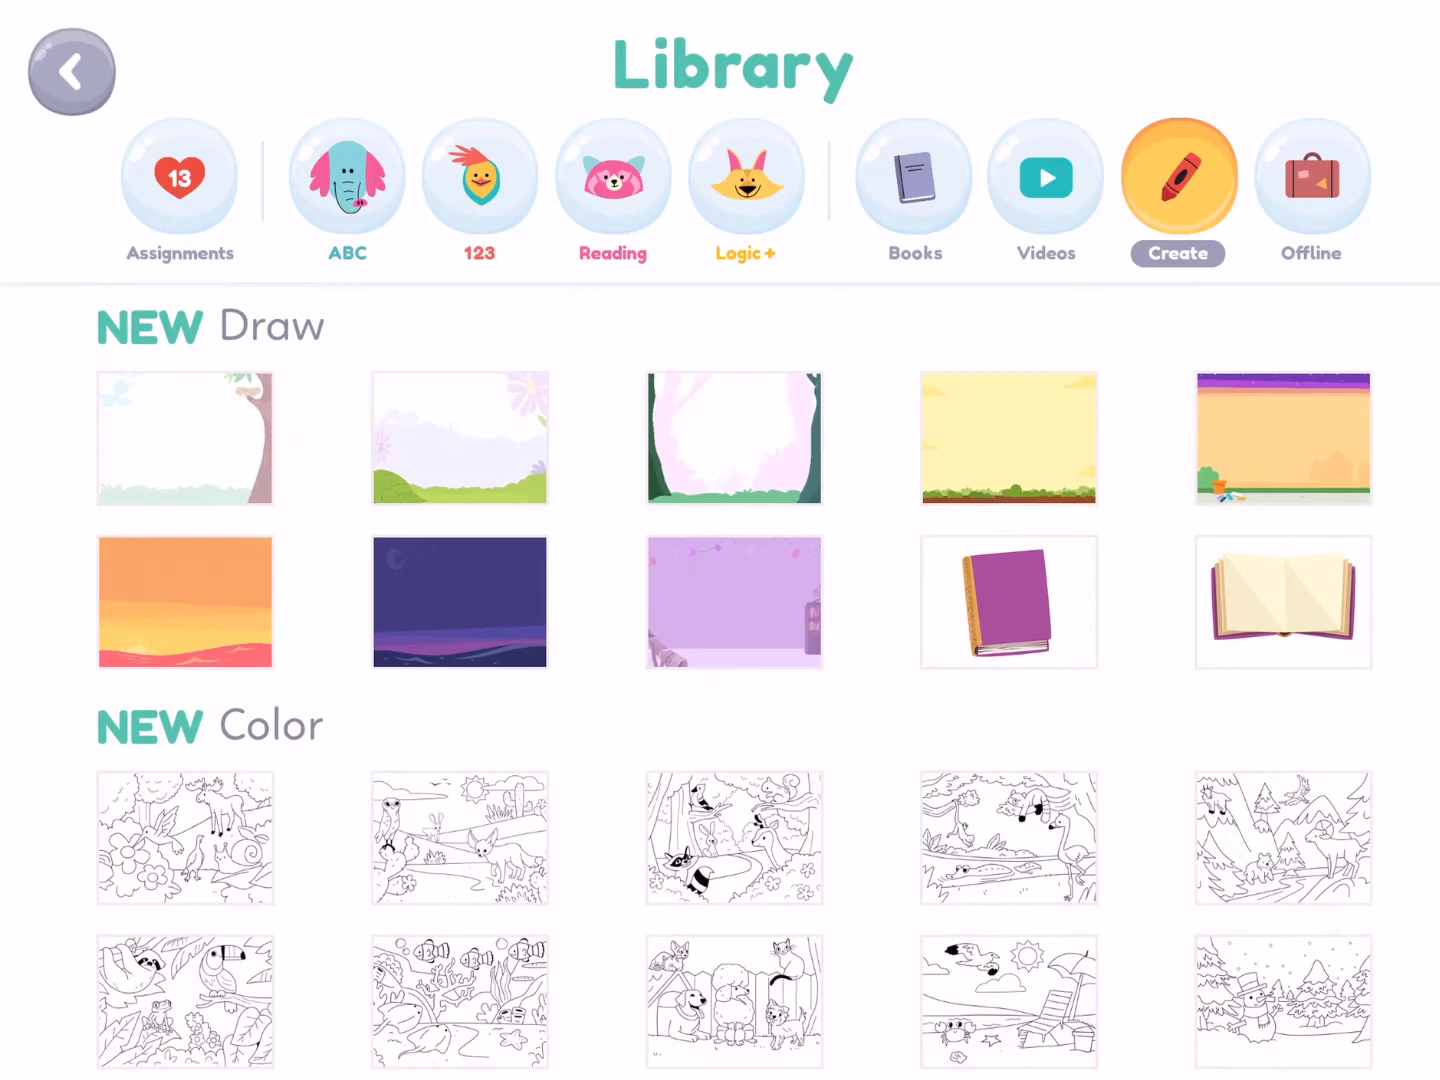 Library
13
Assignments
ABC
123
Reading
Logic +
Books
Videos
Create
Offline
NEW Draw
NEW Color